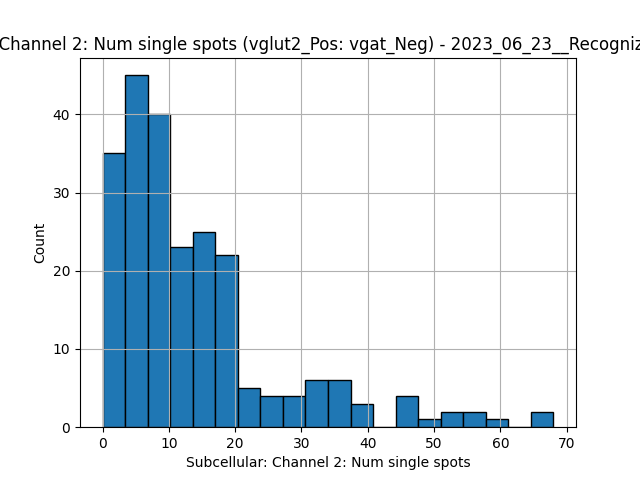 Channel 2: Num single spots (vglut2_Pos: vgat_Neg) - 2023_06_23__Recogniz
40
30
20
10
0
Count
0 10 20 30 40 50 60 70
Subcellular: Channel 2: Num single spots